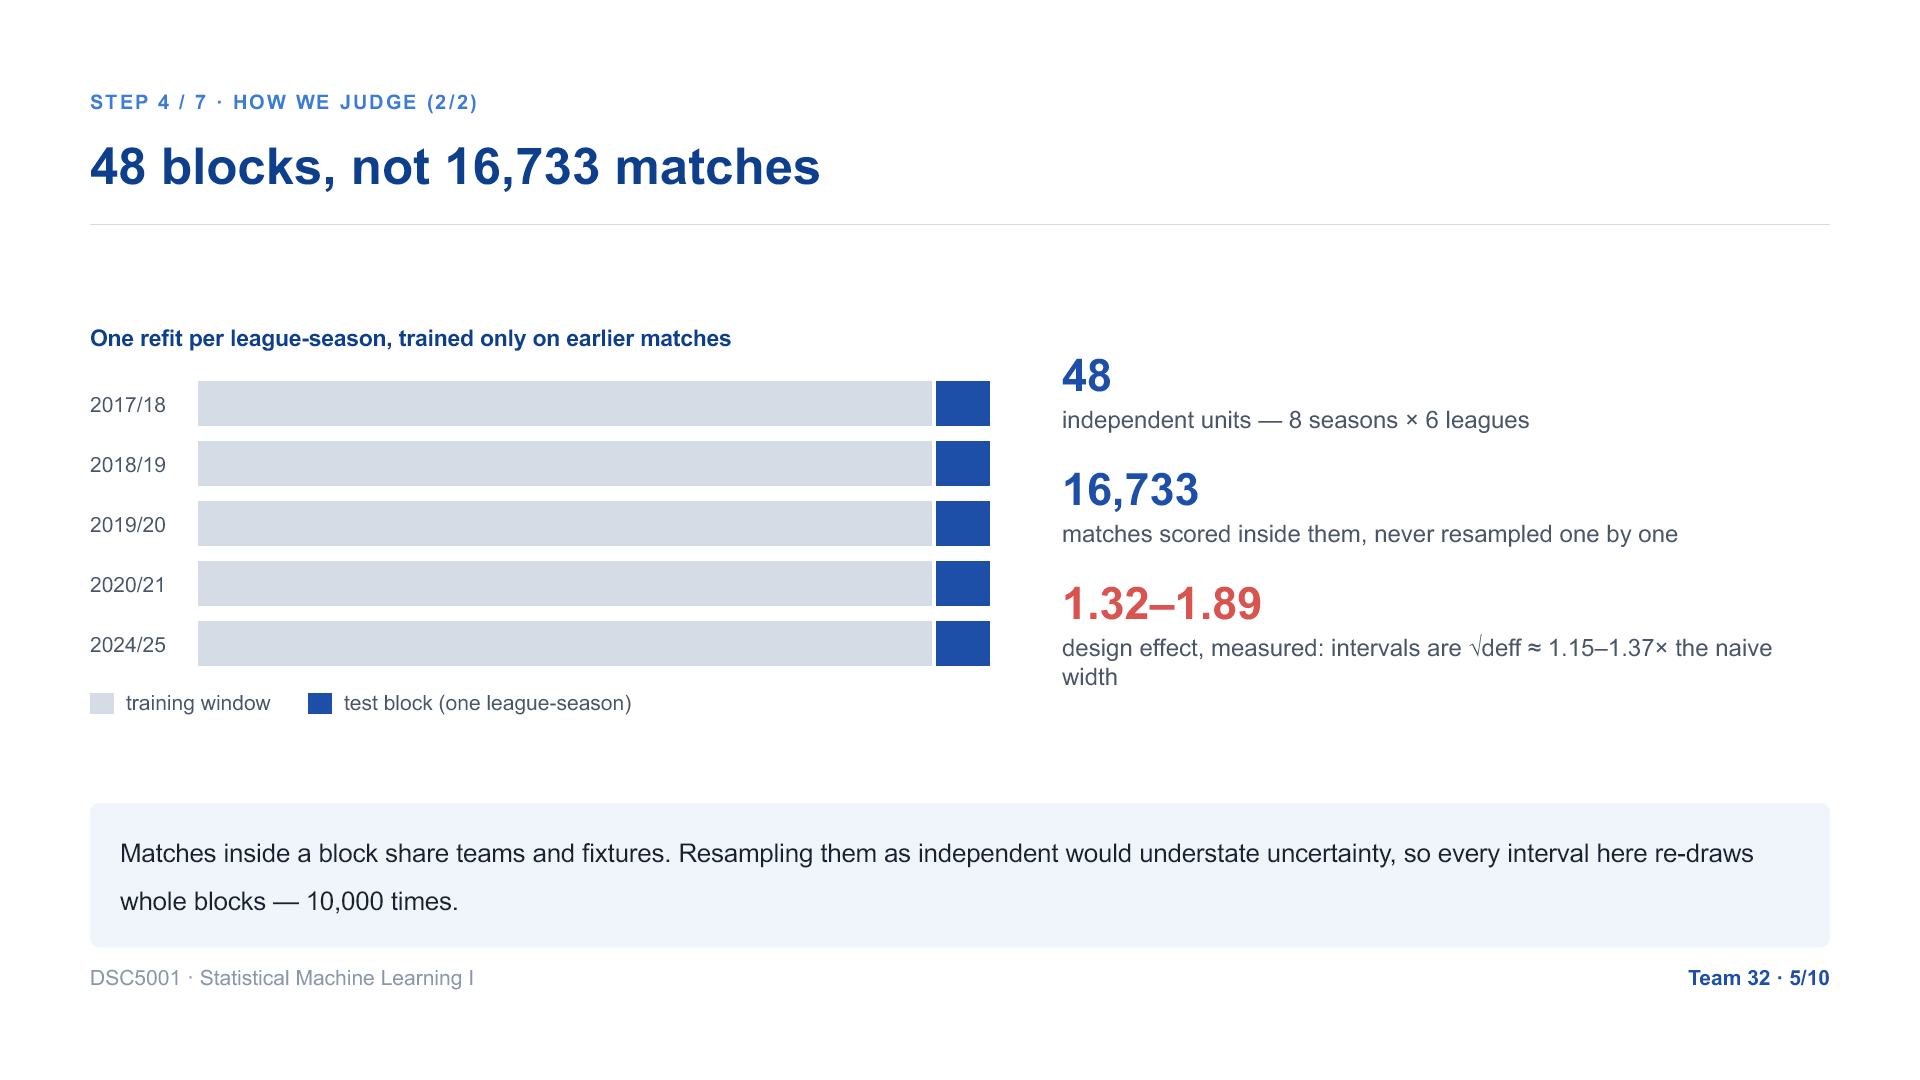 STEP 4 / 7 · HOW WE JUDGE (2/2)
48 blocks, not 16,733 matches
One refit per league-season, trained only on earlier matches
2017/18
2018/19
2019/20
2020/21
2024/25
training window
test block (one league-season)
48
independent units — 8 seasons × 6 leagues
16,733
matches scored inside them, never resampled one by one
1.32–1.89
design effect, measured: intervals are √deff ≈ 1.15–1.37× the naive
width
Matches inside a block share teams and fixtures. Resampling them as independent would understate uncertainty, so every interval here re-draws
whole blocks — 10,000 times.
DSC5001 · Statistical Machine Learning I
Team 32 · 5/10